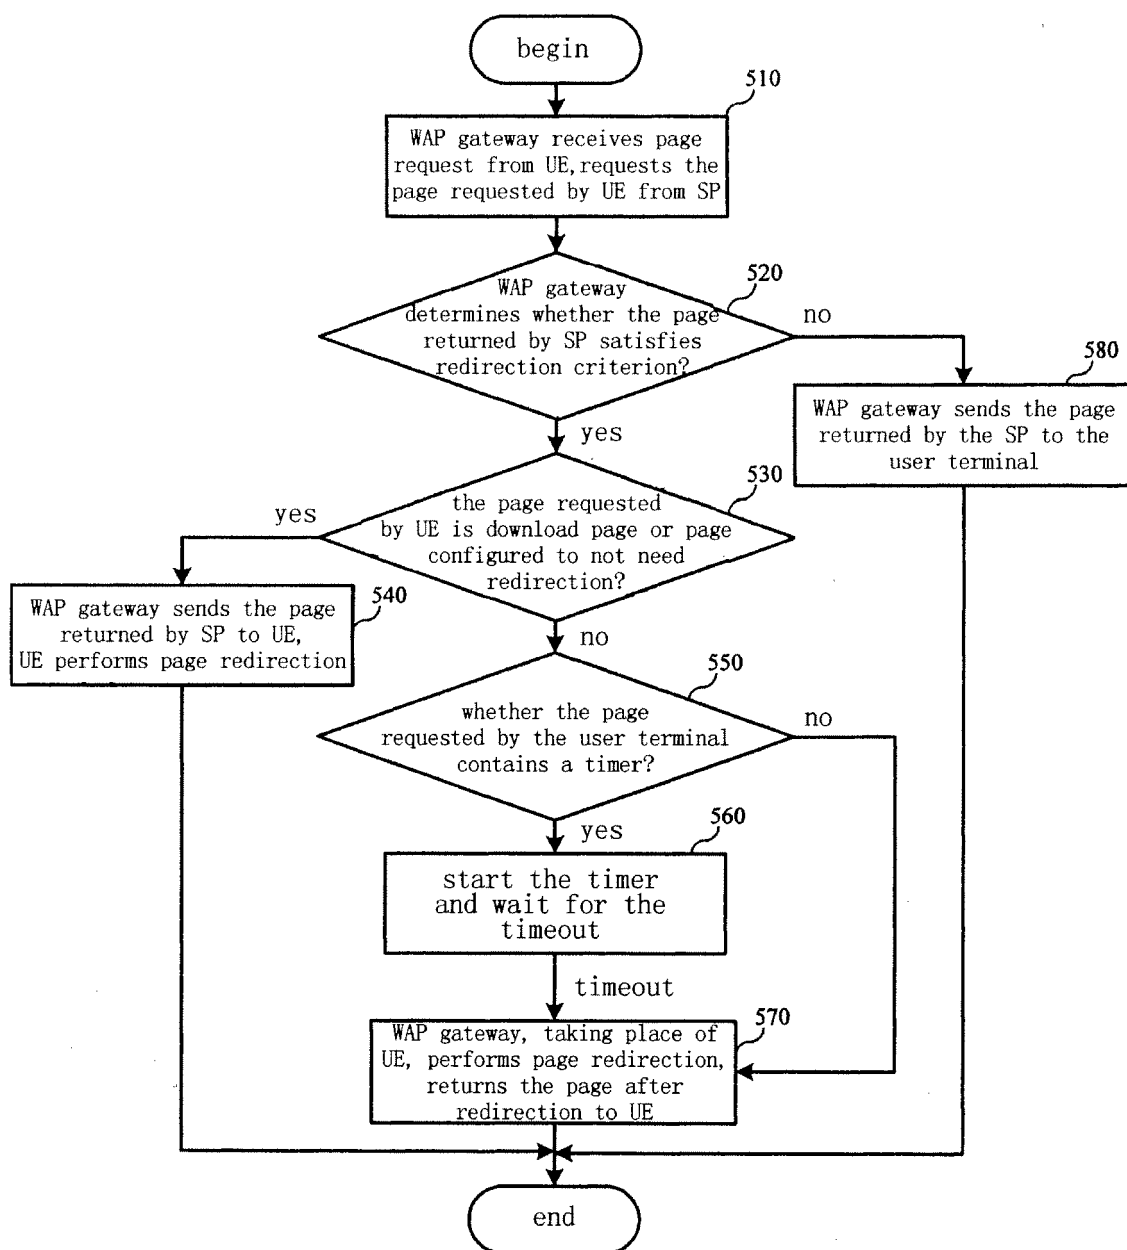 begin
510
WAP gateway receives page
request from UE, requests the
page requested by UE from SP
520
WAP gateway
determines whether the page
returned by SP satisfies
redirection criterion?
no
580
WAP gateway sends the page
returned by the SP to the
user terminal
yes
530
the page requested
by UE is download page or page
configured to not need
redirection?
yes
540
WAP gateway sends the page
returned by SP to UE,
UE performs page redirection
no
550
whether the page
requested by the user terminal
contains a timer?
no
yes
560
start the timer
and wait for the
timeout
timeout
570
WAP gateway, taking place of
UE, performs page redirection,
returns the page after
redirection to UE
end